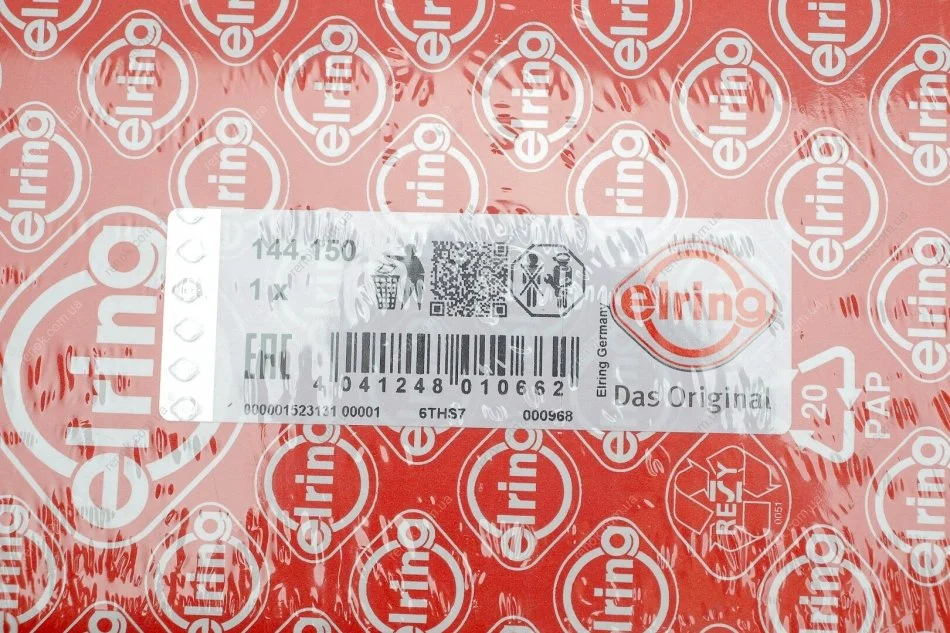 144.150
1 x
EAC
4 041248 010662
000001523131 00001 6THS7 000968
Elring Germany
elring
Das Original
elring
20
PAP
RESY
0051